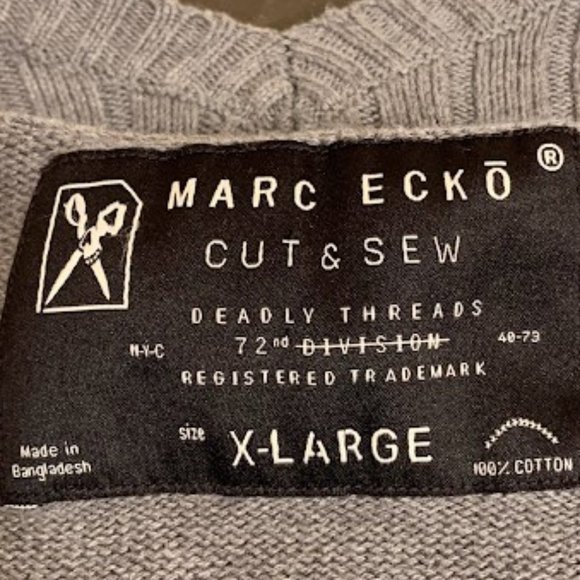 MARC ECKŌ ®
CUT & SEW
DEADLY THREADS
N-Y-C 72nd DIVISION 40-73
REGISTERED TRADEMARK
size X-LARGE
Made in
Bangladesh
100% COTTON